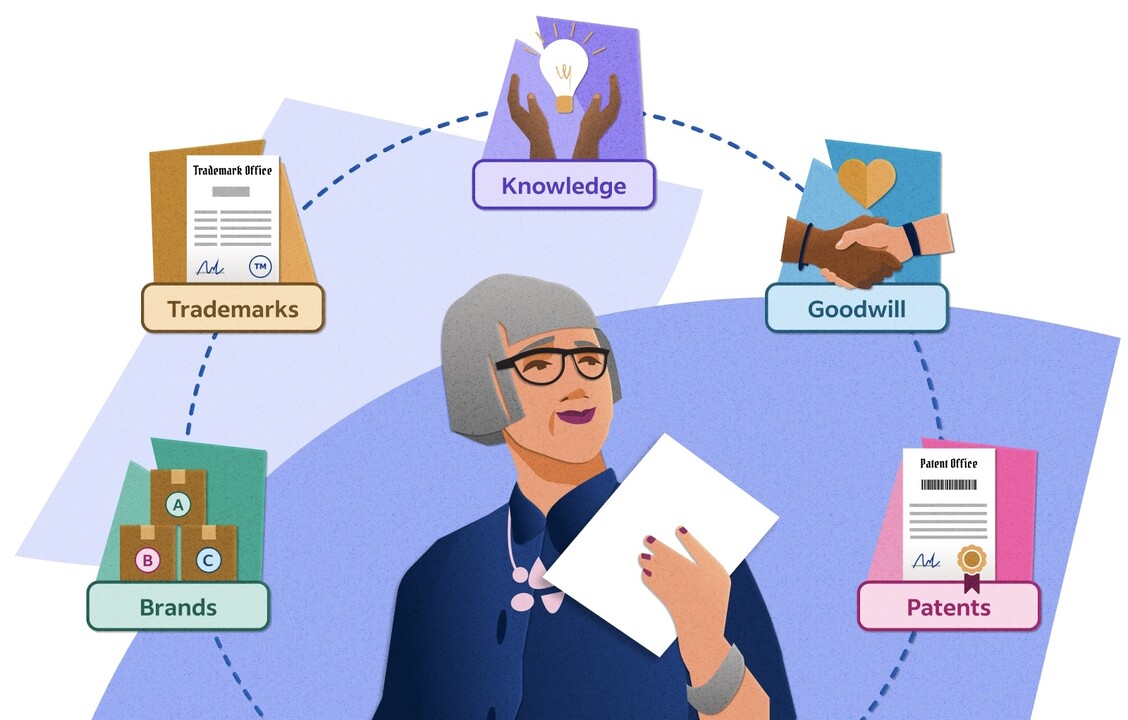 Knowledge
Trademark Office
TM
Trademarks
Goodwill
A
B
C
Brands
Patent Office
Patents